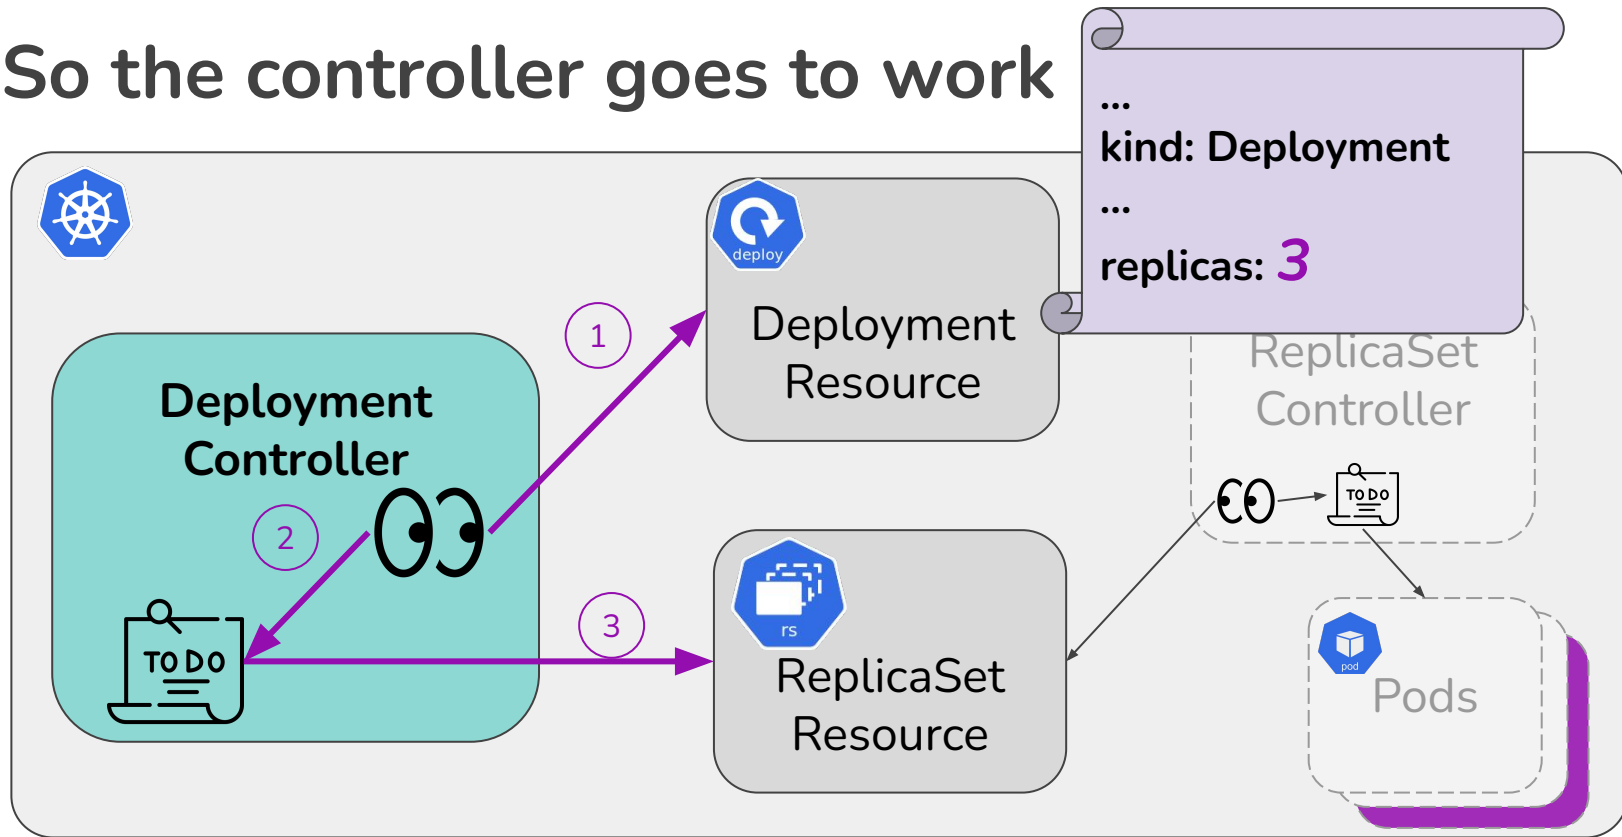 So the controller goes to work
...
kind: Deployment
...
replicas: 3
deploy
Deployment
Resource
1
Deployment
Controller
2
TO DO
3
rs
ReplicaSet
Resource
ReplicaSet
Controller
TO DO
pod
Pods